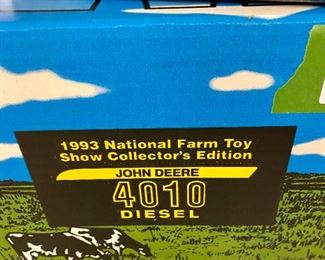 1993 National Farm Toy
Show Collector's Edition
JOHN DEERE
4010
DIESEL